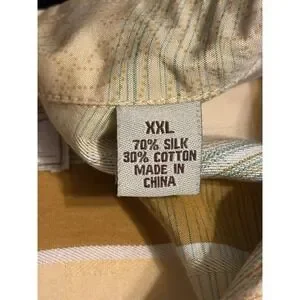 XXL
70% SILK
30% COTTON
MADE IN
CHINA